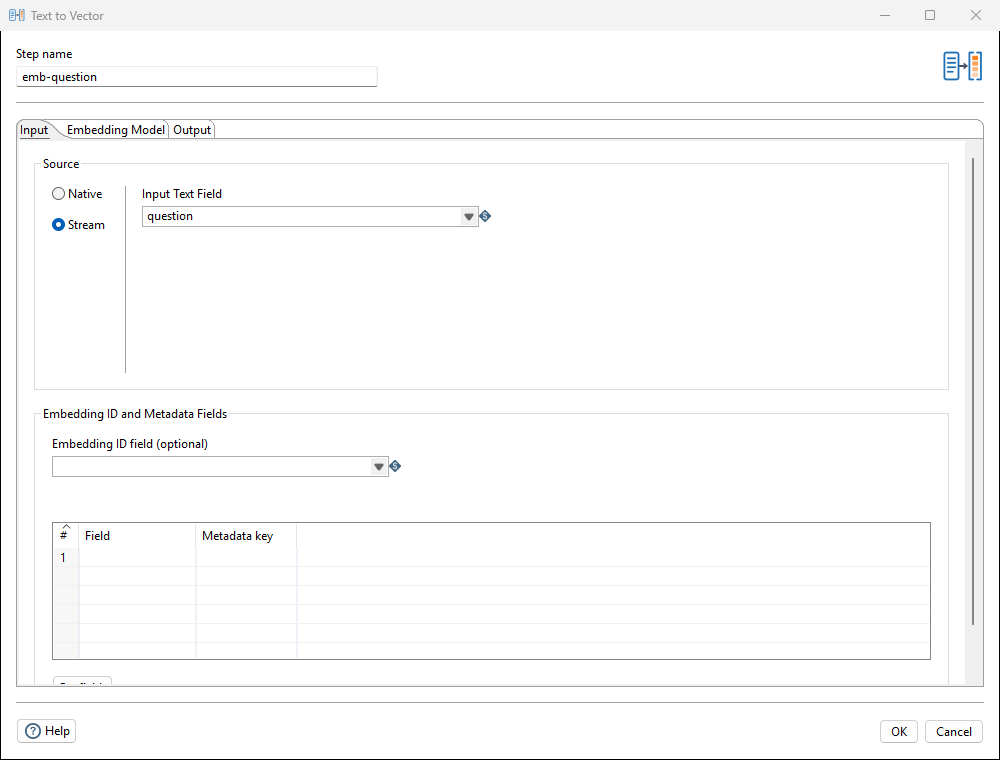 Text to Vector
Step name
emb-question
Input Embedding Model Output
Source
Native
Input Text Field
Stream
question
Embedding ID and Metadata Fields
Embedding ID field (optional)
# Field Metadata key
1
Help
OK
Cancel